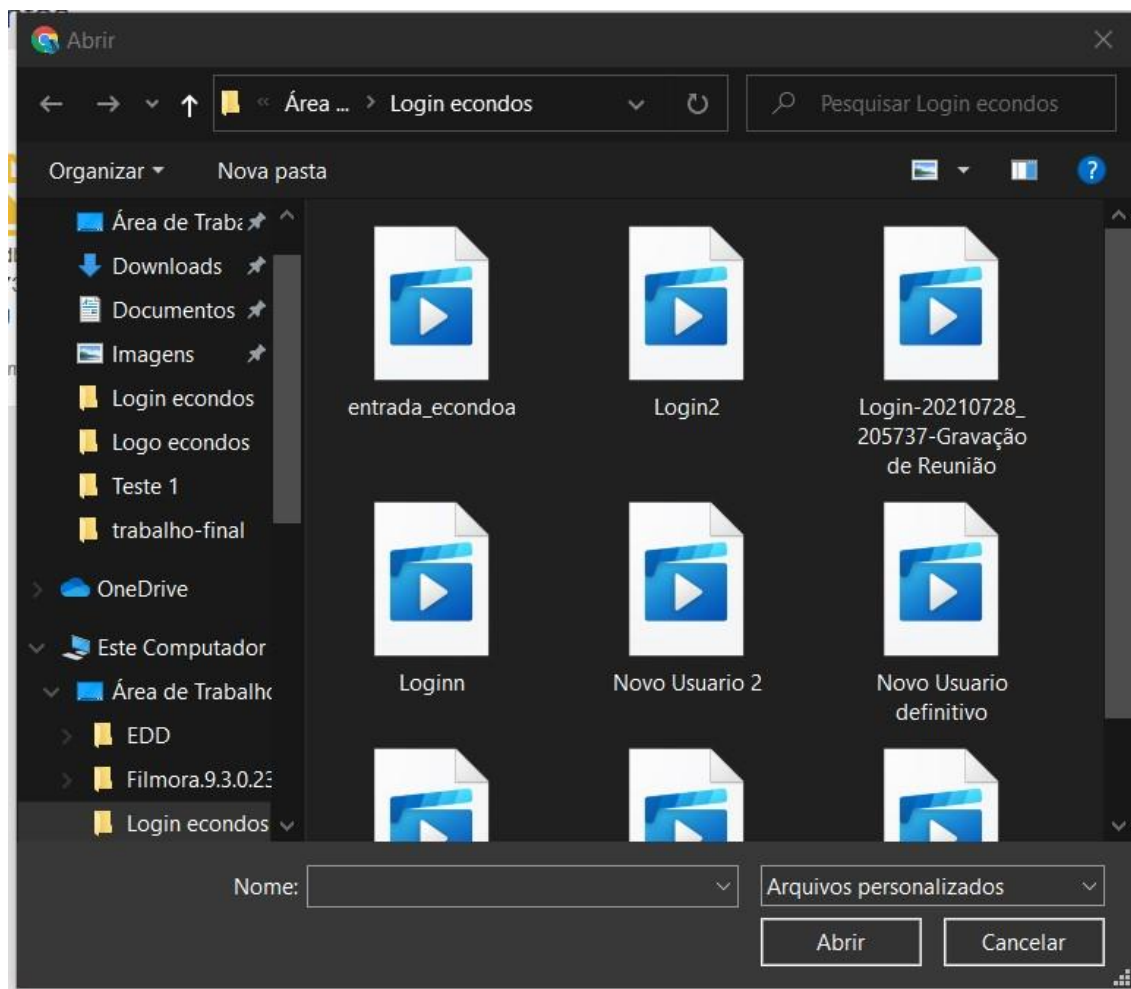 Abrir
Área ... > Login econdos
Pesquisar Login econdos
Organizar
Nova pasta
Área de Traba
Downloads
Documentos
Imagens
Login econdos
Logo econdos
Teste 1
trabalho-final
OneDrive
Este Computador
Área de Trabalho
EDD
Filmora.9.3.0.23
Login econdos
entrada_econdoa
Login2
Login-20210728_
205737-Gravação
de Reunião
Loginn
Novo Usuario 2
Novo Usuario
definitivo
Nome:
Arquivos personalizados
Abrir
Cancelar